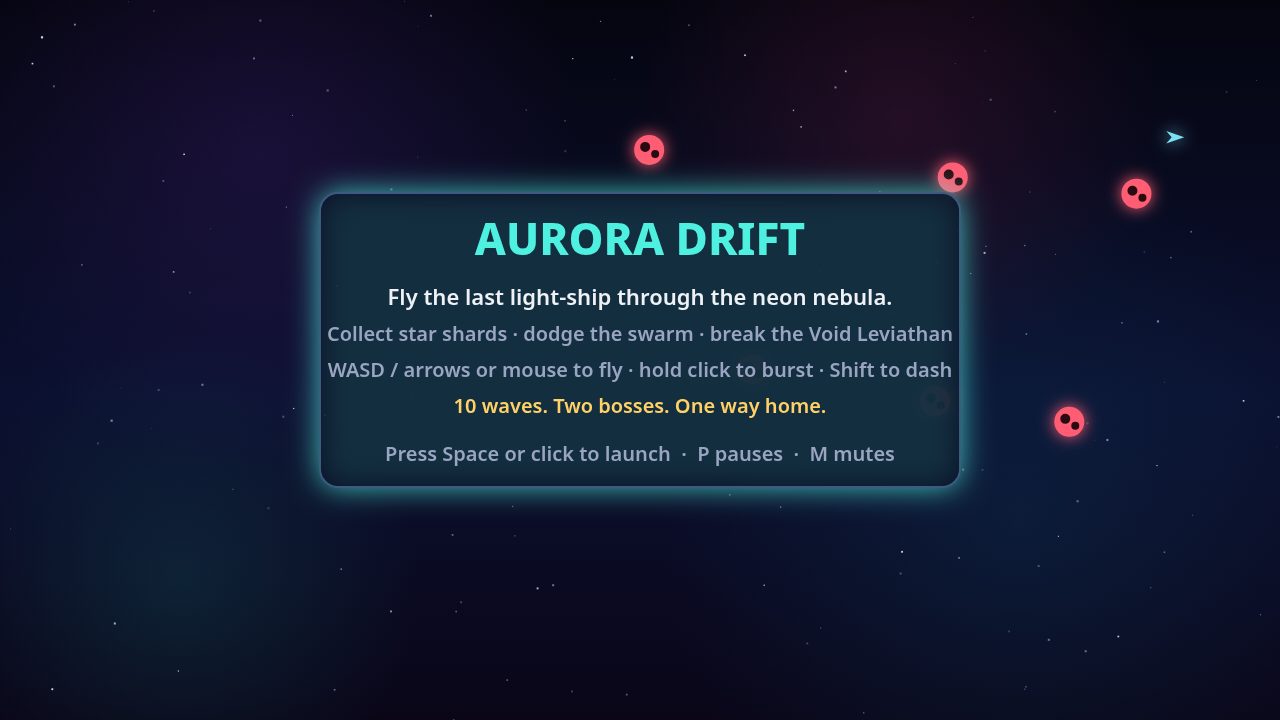 AURORA DRIFT
Fly the last light-ship through the neon nebula.
Collect star shards · dodge the swarm · break the Void Leviathan
WASD / arrows or mouse to fly · hold click to burst · Shift to dash
10 waves. Two bosses. One way home.
Press Space or click to launch · P pauses · M mutes